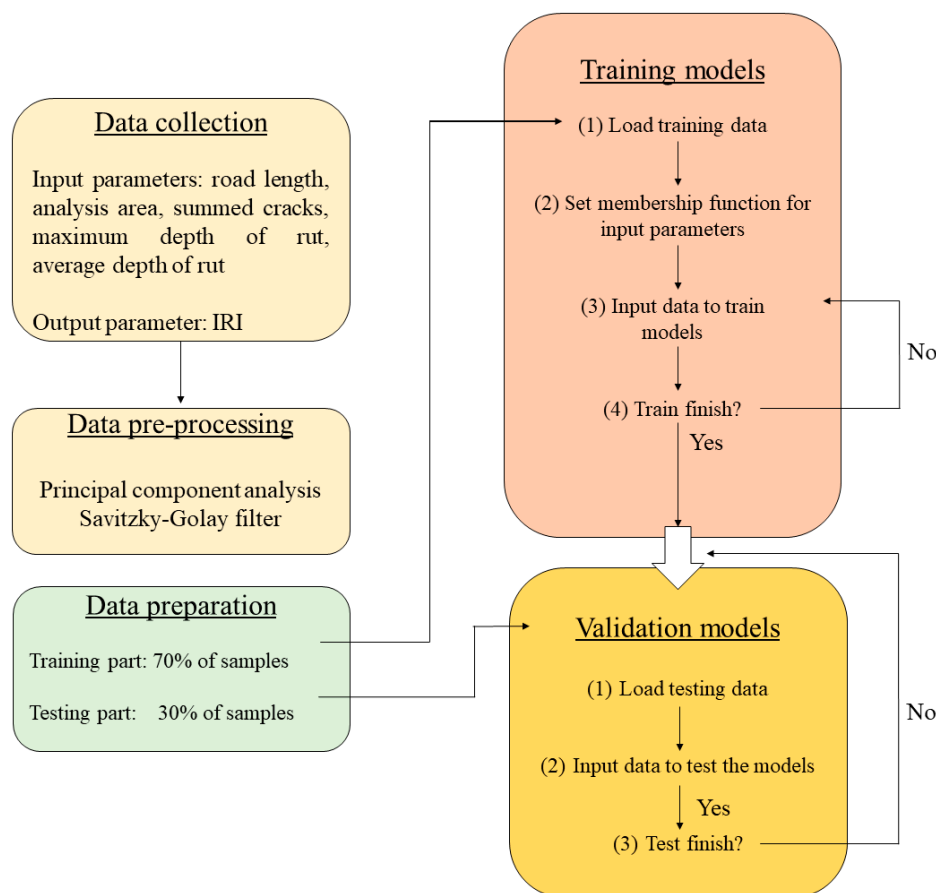 Data collection
Input parameters: road length,
analysis area, summed cracks,
maximum depth of rut,
average depth of rut
Output parameter: IRI
Data pre-processing
Principal component analysis
Savitzky-Golay filter
Data preparation
Training part: 70% of samples
Testing part: 30% of samples
Training models
(1) Load training data
(2) Set membership function for
input parameters
(3) Input data to train
models
No
(4) Train finish?
Yes
Validation models
(1) Load testing data
No
(2) Input data to test the models
Yes
(3) Test finish?